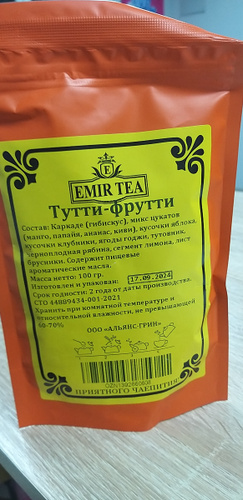 EMIR TEA
Тутти-фрутти
Состав: Каркаде (гибискус), микс цукатов
(манго, папайя, ананас, киви), кусочки яблока,
кусочки клубники, ягоды годжи, тутовник,
черноплодная рябина, сегмент лимона, лист
брусники. Содержит пищевые
ароматические масла.
Масса нетто: 100 гр.
Изготовлен и упакован: 17.09.2024
Срок годности: 2 года от даты производства.
СТО 44889434-001-2021
Хранить при комнатной температуре и
относительной влажности, не превышающей
60-70%
ООО «АЛЬЯНС-ГРИН»
ПРИЯТНОГО ЧАЕПИТИЯ